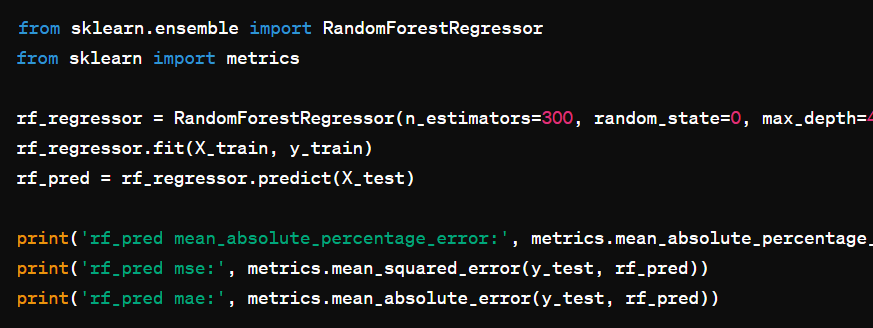 from sklearn.ensemble import RandomForestRegressor
from sklearn import metrics
rf_regressor = RandomForestRegressor(n_estimators=300, random_state=0, max_depth=4
rf_regressor.fit(X_train, y_train)
rf_pred = rf_regressor.predict(X_test)
print('rf_pred mean_absolute_percentage_error:', metrics.mean_absolute_percentage_
print('rf_pred mse:', metrics.mean_squared_error(y_test, rf_pred))
print('rf_pred mae:', metrics.mean_absolute_error(y_test, rf_pred))